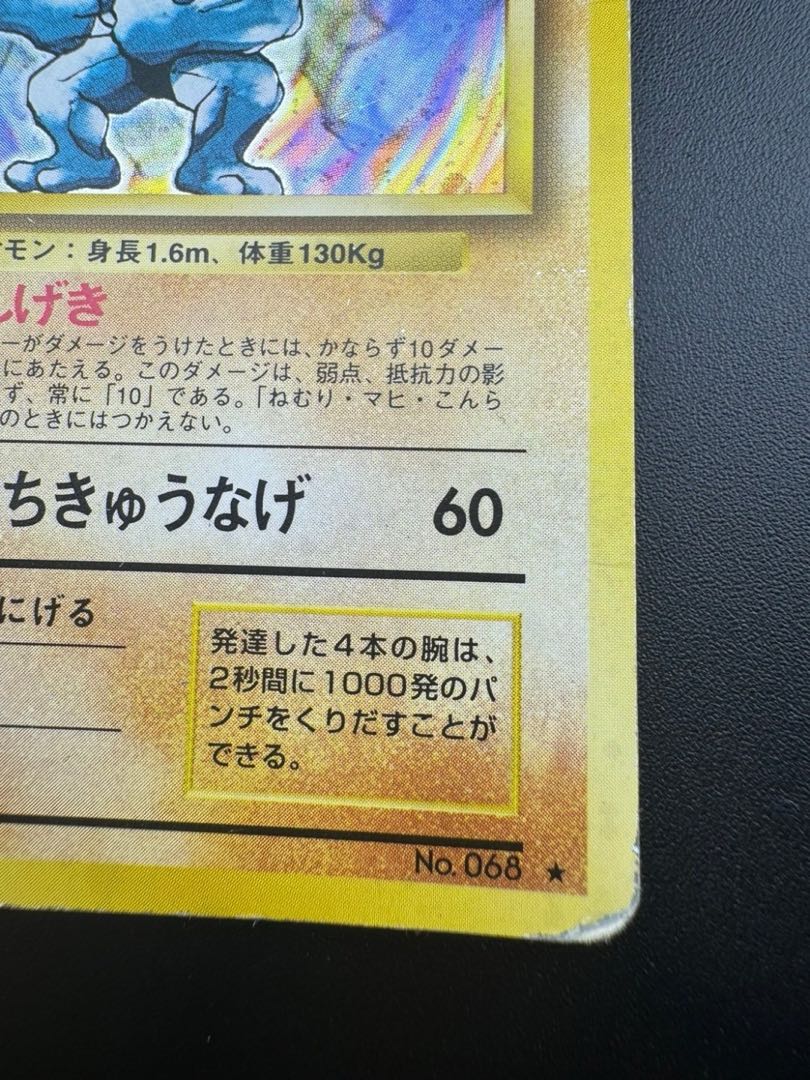 モン：身長1.6m、体重130Kg
げき
ーがダメージをうけたときには、かならず10ダメー
にあたえる。このダメージは、弱点、抵抗力の影
ず、常に「10」である。「ねむり・マヒ・こんら
のときにはつかえない。
ちきゅうなげ 60
にげる
発達した4本の腕は、
2秒間に1000発のパ
ンチをくりだすことが
できる。
No.068 ★